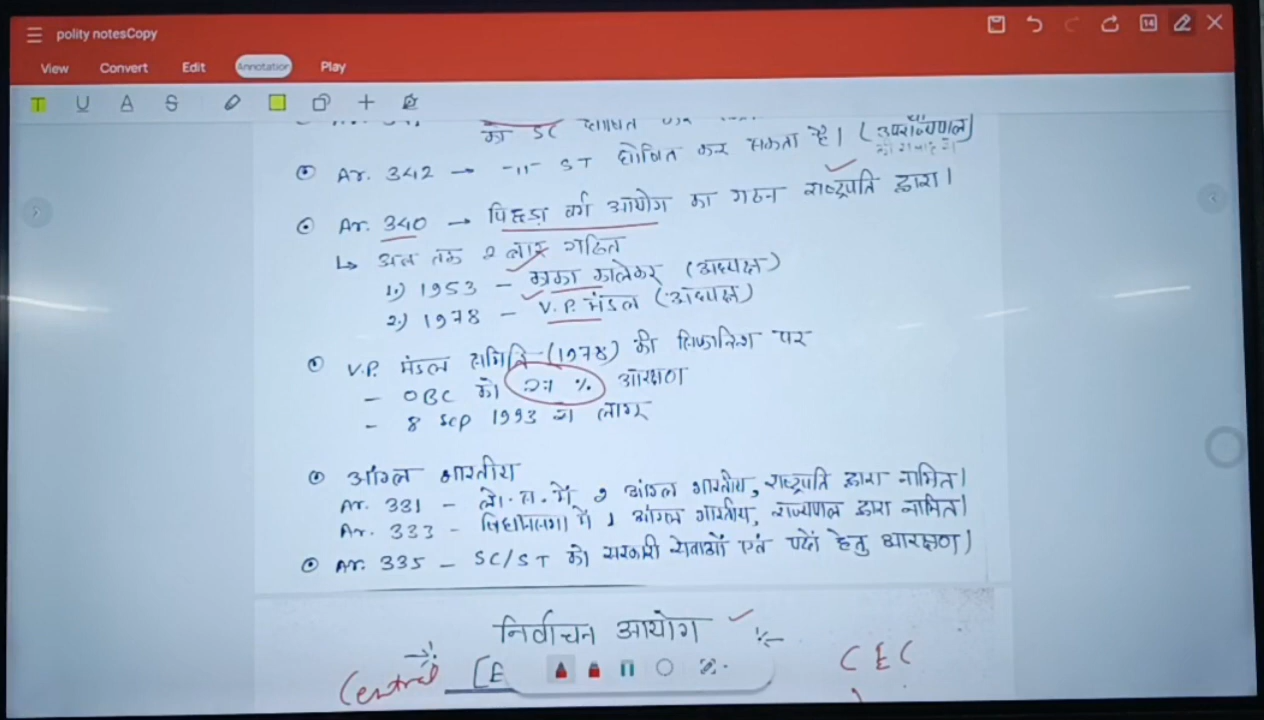 polity notesCopy
View Convert Edit Annotation Play
14
T U A S
को SC घोषित
Ar. 342 → -11- ST घोषित कर सकता है। (उपराज्यपाल)
Ar. 340 → पिछड़ा वर्ग आयोग का गठन राष्ट्रपति द्वारा।
↳ अब तक 2 बार गठित
1.) 1953 - काका कालेकर (अध्यक्ष)
2.) 1978 - V.P. मंडल (अध्यक्ष)
V.P. मंडल समिति (1978) की सिफारिश पर
- OBC को 27 % आरक्षण
- 8 Sep 1993 से लागू
आंग्ल भारतीय
Ar. 331 - लो.स. में 2 आंग्ल भारतीय, राष्ट्रपति द्वारा नामित।
Ar. 333 - विधानसभा में 1 आंग्ल भारतीय, राज्यपाल द्वारा नामित।
Ar. 335 - SC/ST को सरकारी सेवाओं एवं पदों हेतु आरक्षण)
निर्वाचन आयोग
Central [E
CEC